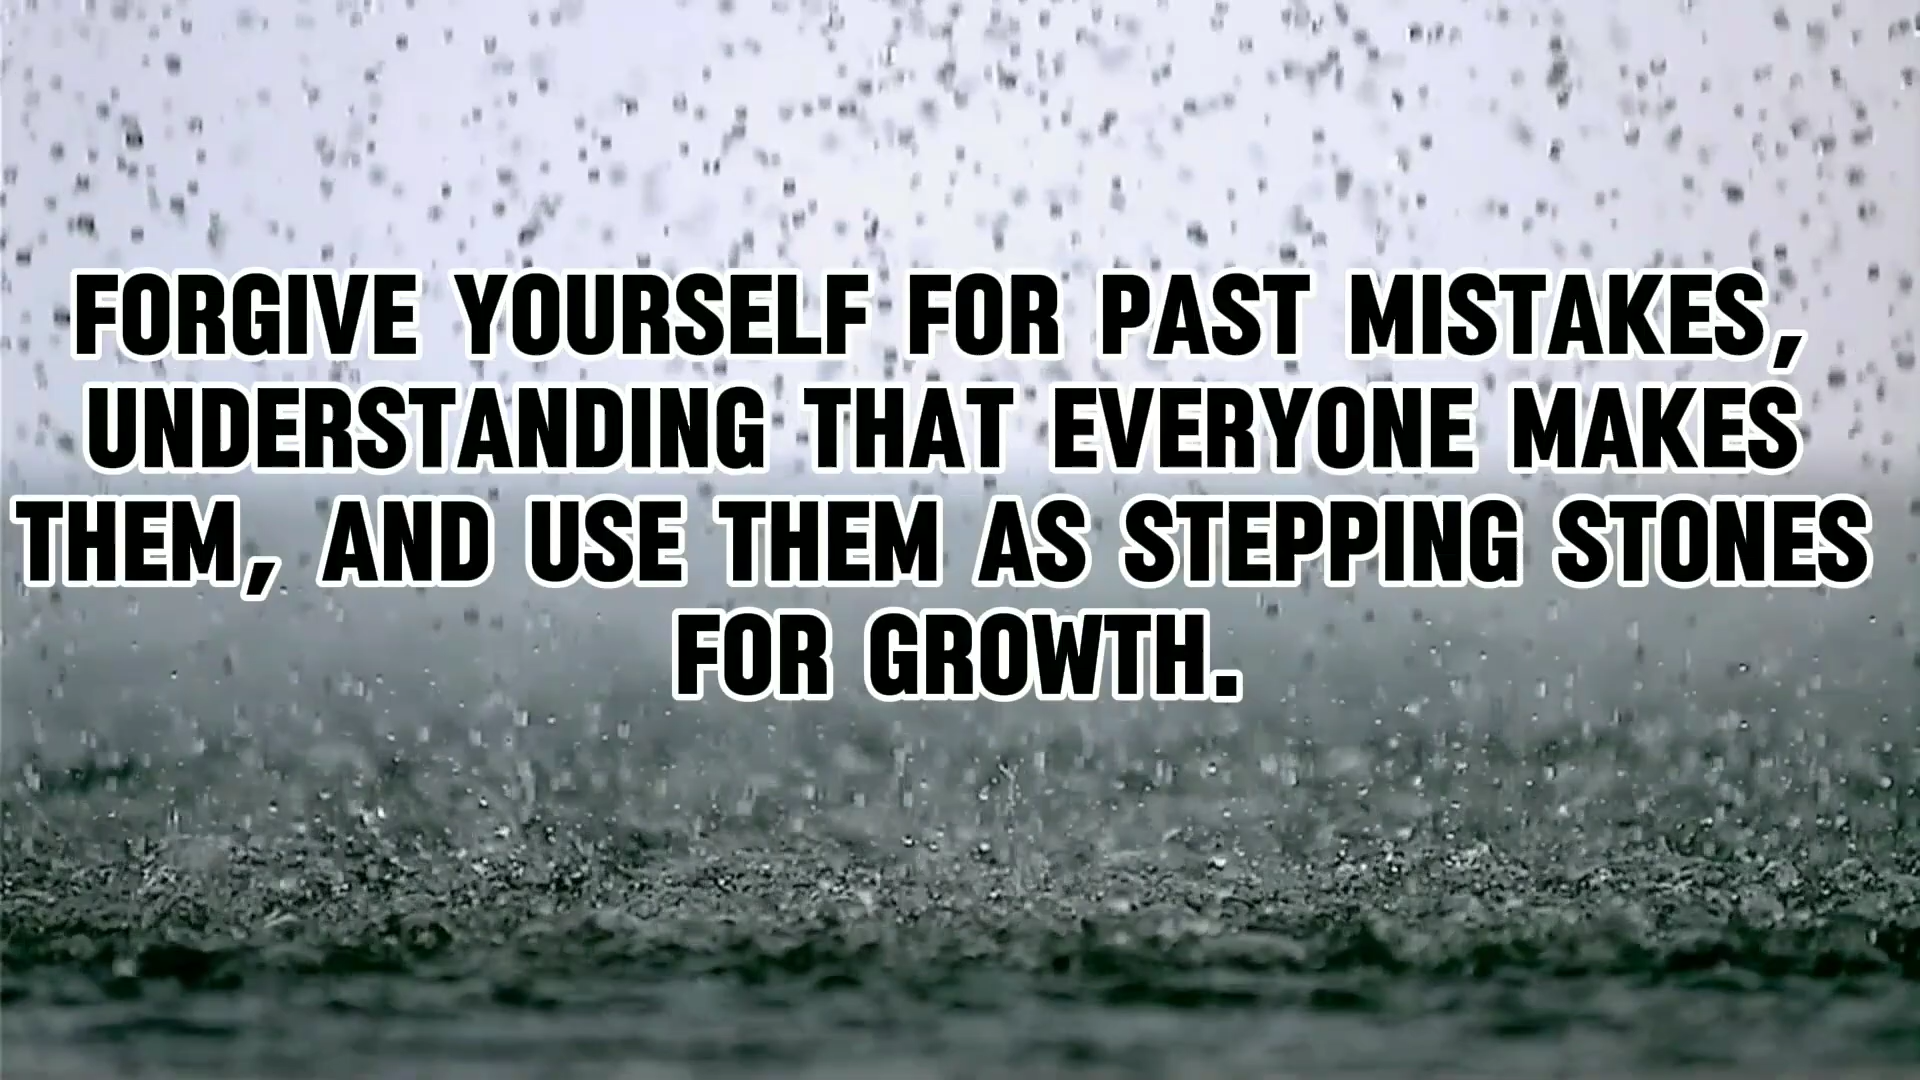 FORGIVE YOURSELF FOR PAST MISTAKES,
UNDERSTANDING THAT EVERYONE MAKES
THEM, AND USE THEM AS STEPPING STONES
FOR GROWTH.